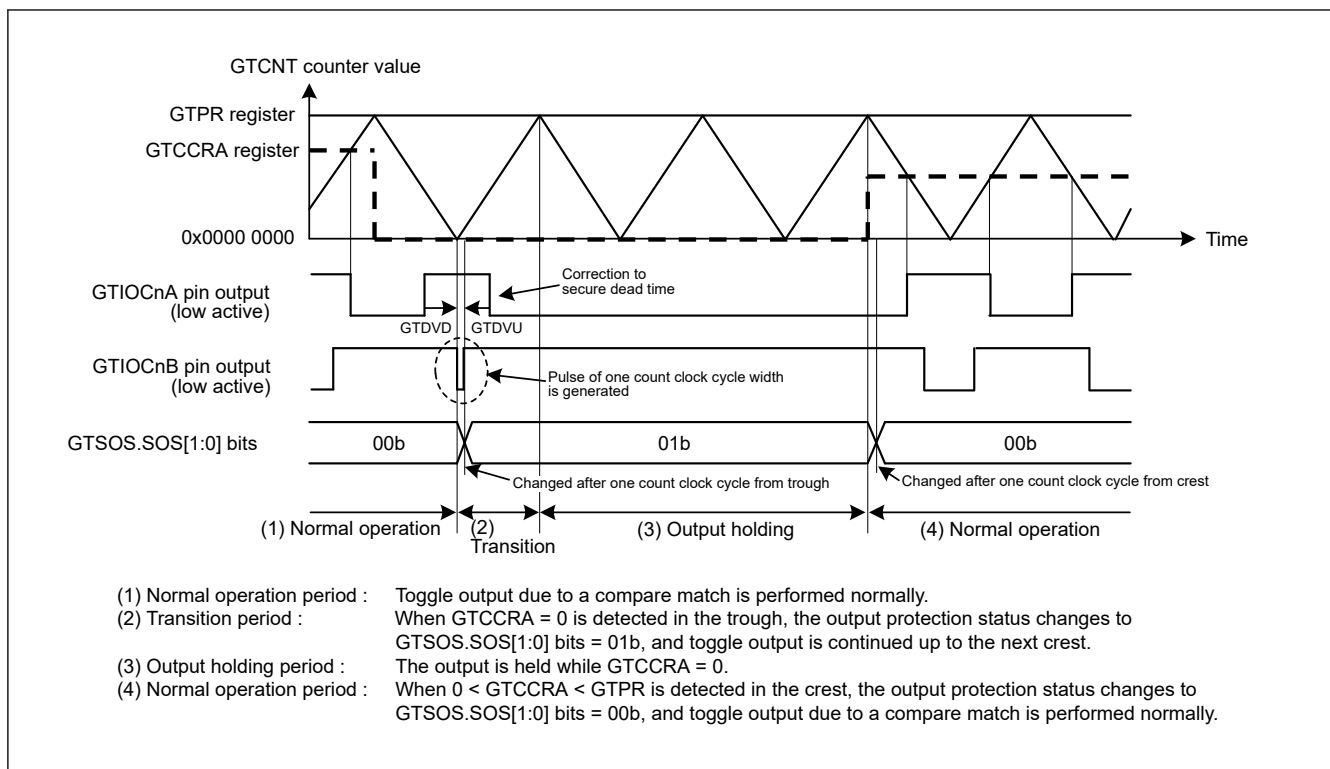 GTCNT counter value
GTPR register
GTCCRA register
0x0000 0000
Time
GTIOCnA pin output
(low active)
Correction to
secure dead time
GTDVD
GTDVU
GTIOCnB pin output
(low active)
Pulse of one count clock cycle width
is generated
GTSOS.SOS[1:0] bits
00b
01b
00b
Changed after one count clock cycle from trough
Changed after one count clock cycle from crest
(1) Normal operation
(2)
Transition
(3) Output holding
(4) Normal operation
(1) Normal operation period : Toggle output due to a compare match is performed normally.
(2) Transition period : When GTCCRA = 0 is detected in the trough, the output protection status changes to
GTSOS.SOS[1:0] bits = 01b, and toggle output is continued up to the next crest.
(3) Output holding period : The output is held while GTCCRA = 0.
(4) Normal operation period : When 0 < GTCCRA < GTPR is detected in the crest, the output protection status changes to
GTSOS.SOS[1:0] bits = 00b, and toggle output due to a compare match is performed normally.